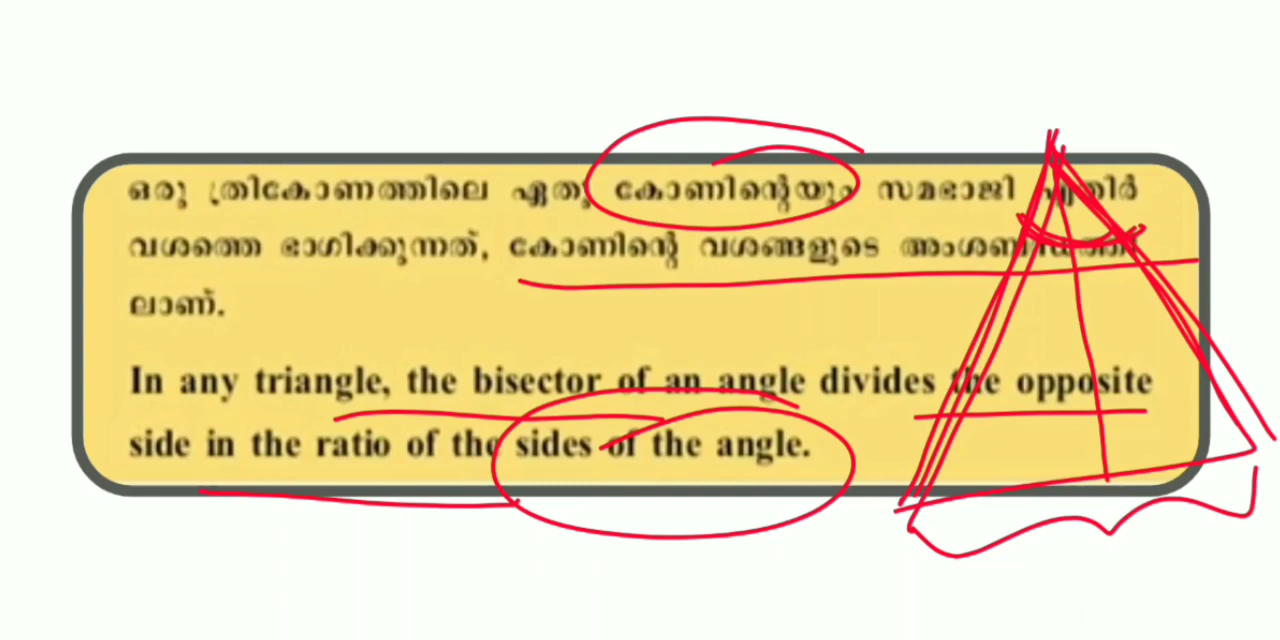 ഒരു ത്രികോണത്തിലെ ഏതു കോണിന്റെയും സമഭാജി എതിർ
വശത്തെ ഭാഗിക്കുന്നത്, കോണിന്റെ വശങ്ങളുടെ അംശബന്ധത്തി
ലാണ്.
In any triangle, the bisector of an angle divides the opposite
side in the ratio of the sides of the angle.